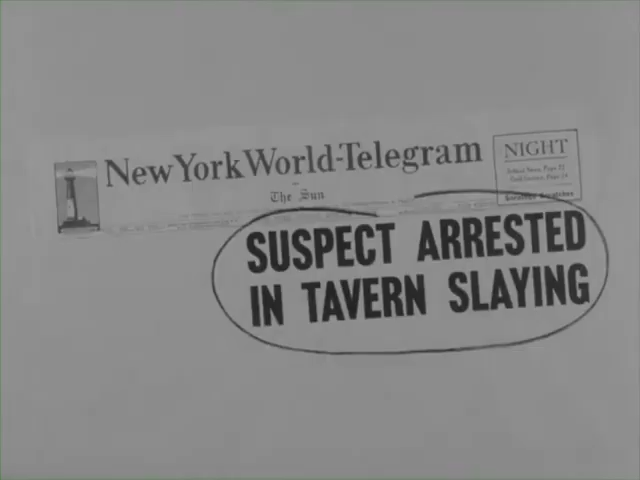 New York World-Telegram
The Sun
NIGHT
SUSPECT ARRESTED
IN TAVERN SLAYING